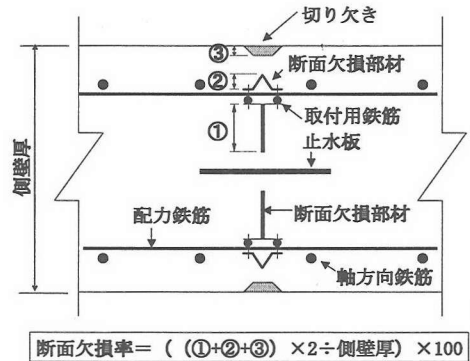 切り欠き
③
断面欠損部材
②
取付用鉄筋
①
止水板
側壁厚
配力鉄筋
断面欠損部材
軸方向鉄筋
断面欠損率＝（（①+②+③）×2÷側壁厚）×100